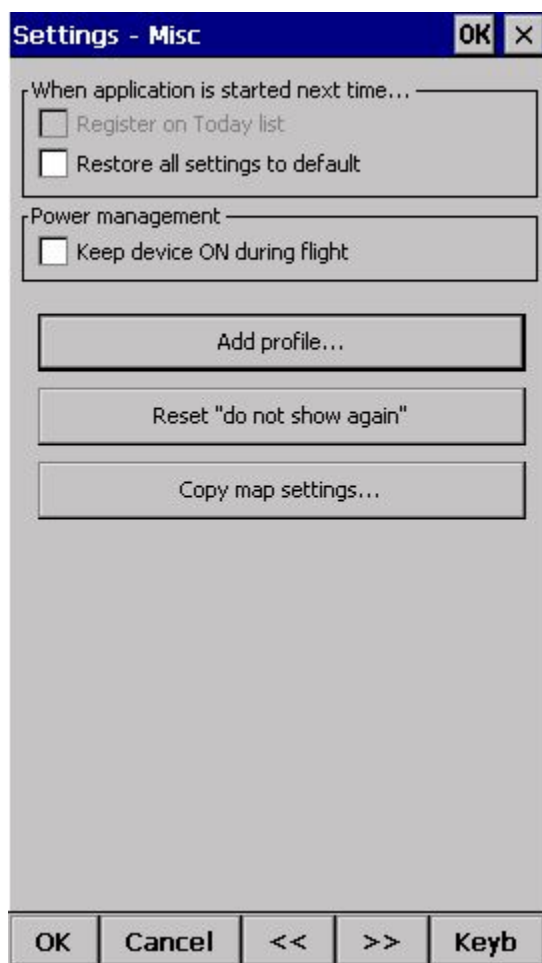 Settings - Misc OK ×
When application is started next time...
Register on Today list
Restore all settings to default
Power management
Keep device ON during flight
Add profile...
Reset "do not show again"
Copy map settings...
OK Cancel << >> Keyb